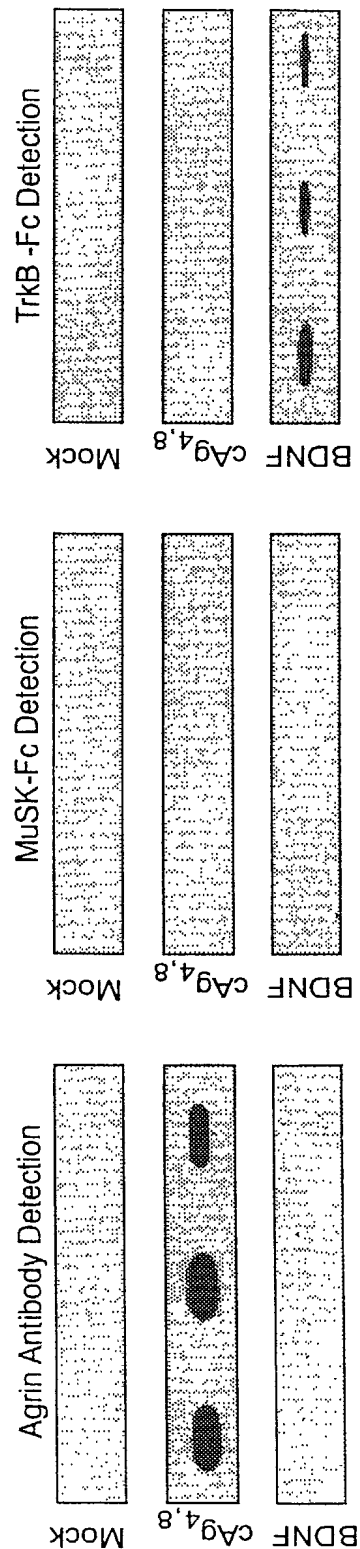 Agrin Antibody Detection
Mock
cAg4,8
BDNF
MuSK-Fc Detection
Mock
cAg4,8
BDNF
TrkB -Fc Detection
Mock
cAg4,8
BDNF